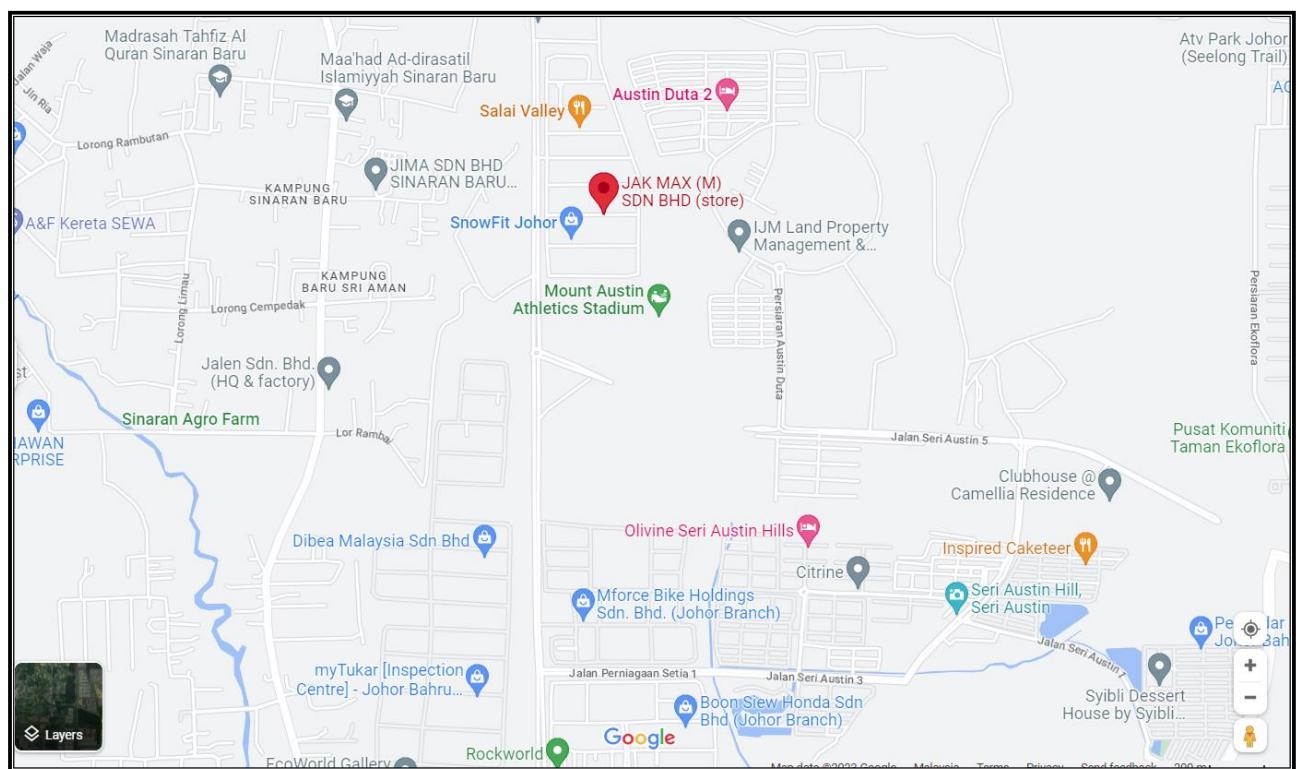 Madrasah Tahfiz Al
Quran Sinaran Baru
Maa'had Ad-dirasatil
Islamiyyah Sinaran Baru
Atv Park Johor
(Seelong Trail)
Jalan Waja
Jln Ria
Salai Valley
Austin Duta 2
Lorong Rambutan
JIMA SDN BHD
SINARAN BARU...
KAMPUNG
SINARAN BARU
JAK MAX (M)
SDN BHD (store)
A&F Kereta SEWA
SnowFit Johor
IJM Land Property
Management &...
KAMPUNG
BARU SRI AMAN
Lorong Limau
Lorong Cempedak
Mount Austin
Athletics Stadium
Persiaran Austin Duta
Persiaran Ekoflora
Jalen Sdn. Bhd.
(HQ & factory)
Sinaran Agro Farm
Jalan Seri Austin 5
Pusat Komuniti
Taman Ekoflora
Clubhouse @
Camellia Residence
Dibea Malaysia Sdn Bhd
Olivine Seri Austin Hills
Inspired Caketeer
Citrine
Mforce Bike Holdings
Sdn. Bhd. (Johor Branch)
Seri Austin Hill,
Seri Austin
myTukar [Inspection
Centre] - Johor Bahru...
Jalan Perniagaan Setia 1
Jalan Seri Austin 3
Jalan Seri Austin 1
Boon Siew Honda Sdn
Bhd (Johor Branch)
Syibli Dessert
House by Syibli...
Layers
Google
Rockworld
EcoWorld Gallery
Map data ©2023 Google Malaysia Terms Privacy Send feedback 200 m